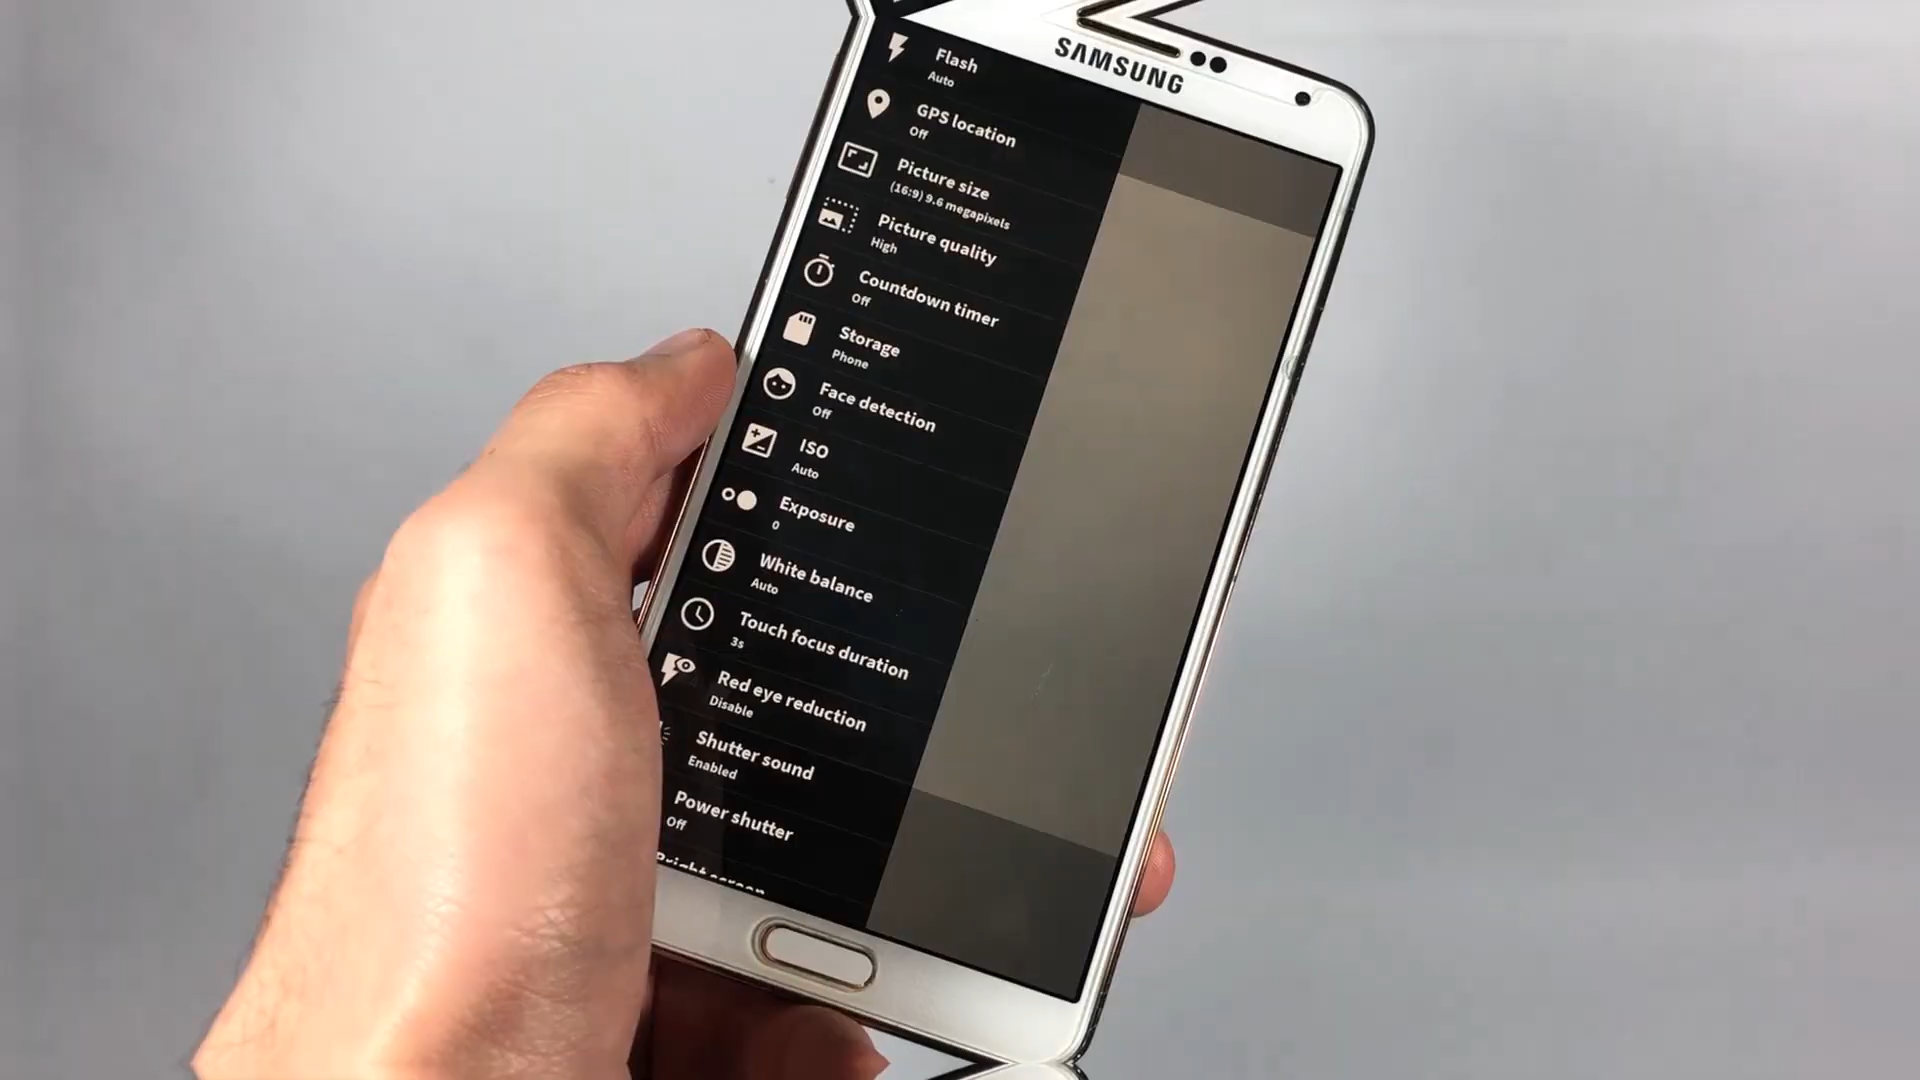 SAMSUNG
Flash
Auto
GPS location
Off
Picture size
(16:9) 9.6 megapixels
Picture quality
High
Countdown timer
Off
Storage
Phone
Face detection
Off
ISO
Auto
Exposure
0
White balance
Auto
Touch focus duration
3s
Red eye reduction
Disable
Shutter sound
Enabled
Power shutter
Off
Bright screen